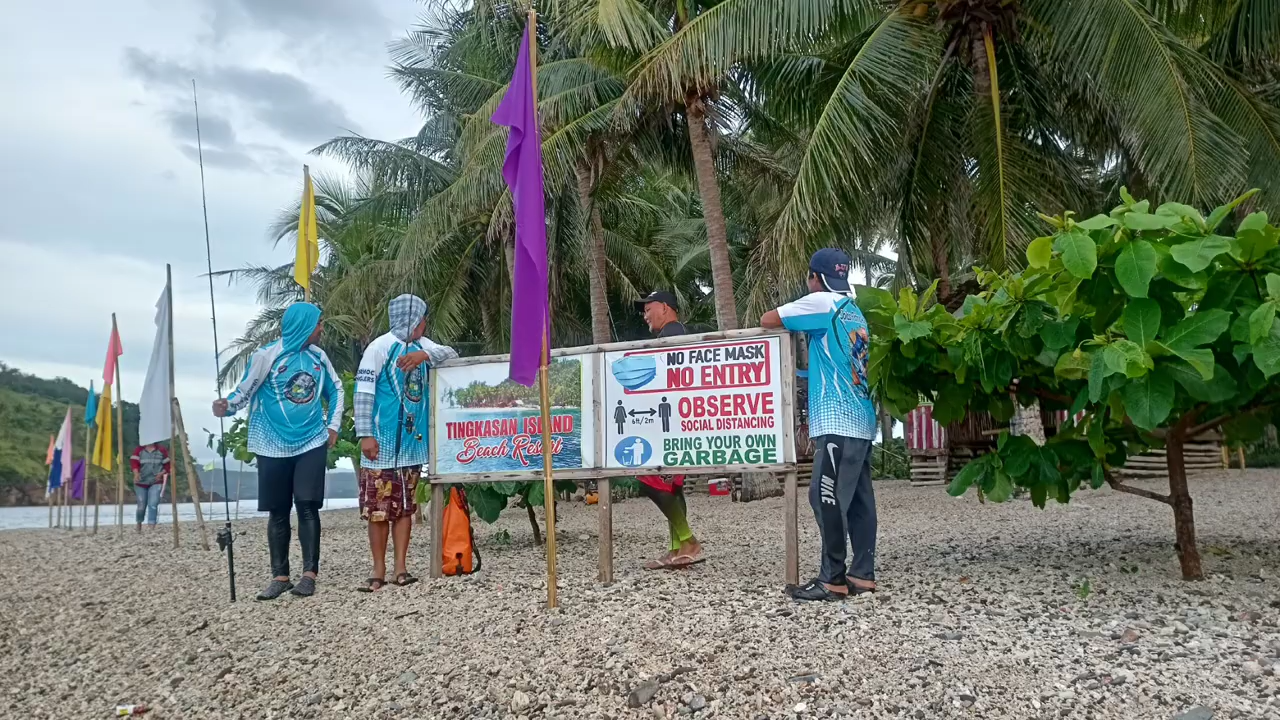 TINGKASAN ISLAND
Beach Resort
NO FACE MASK
NO ENTRY
6ft/2m
OBSERVE
SOCIAL DISTANCING
BRING YOUR OWN
GARBAGE
NIKE